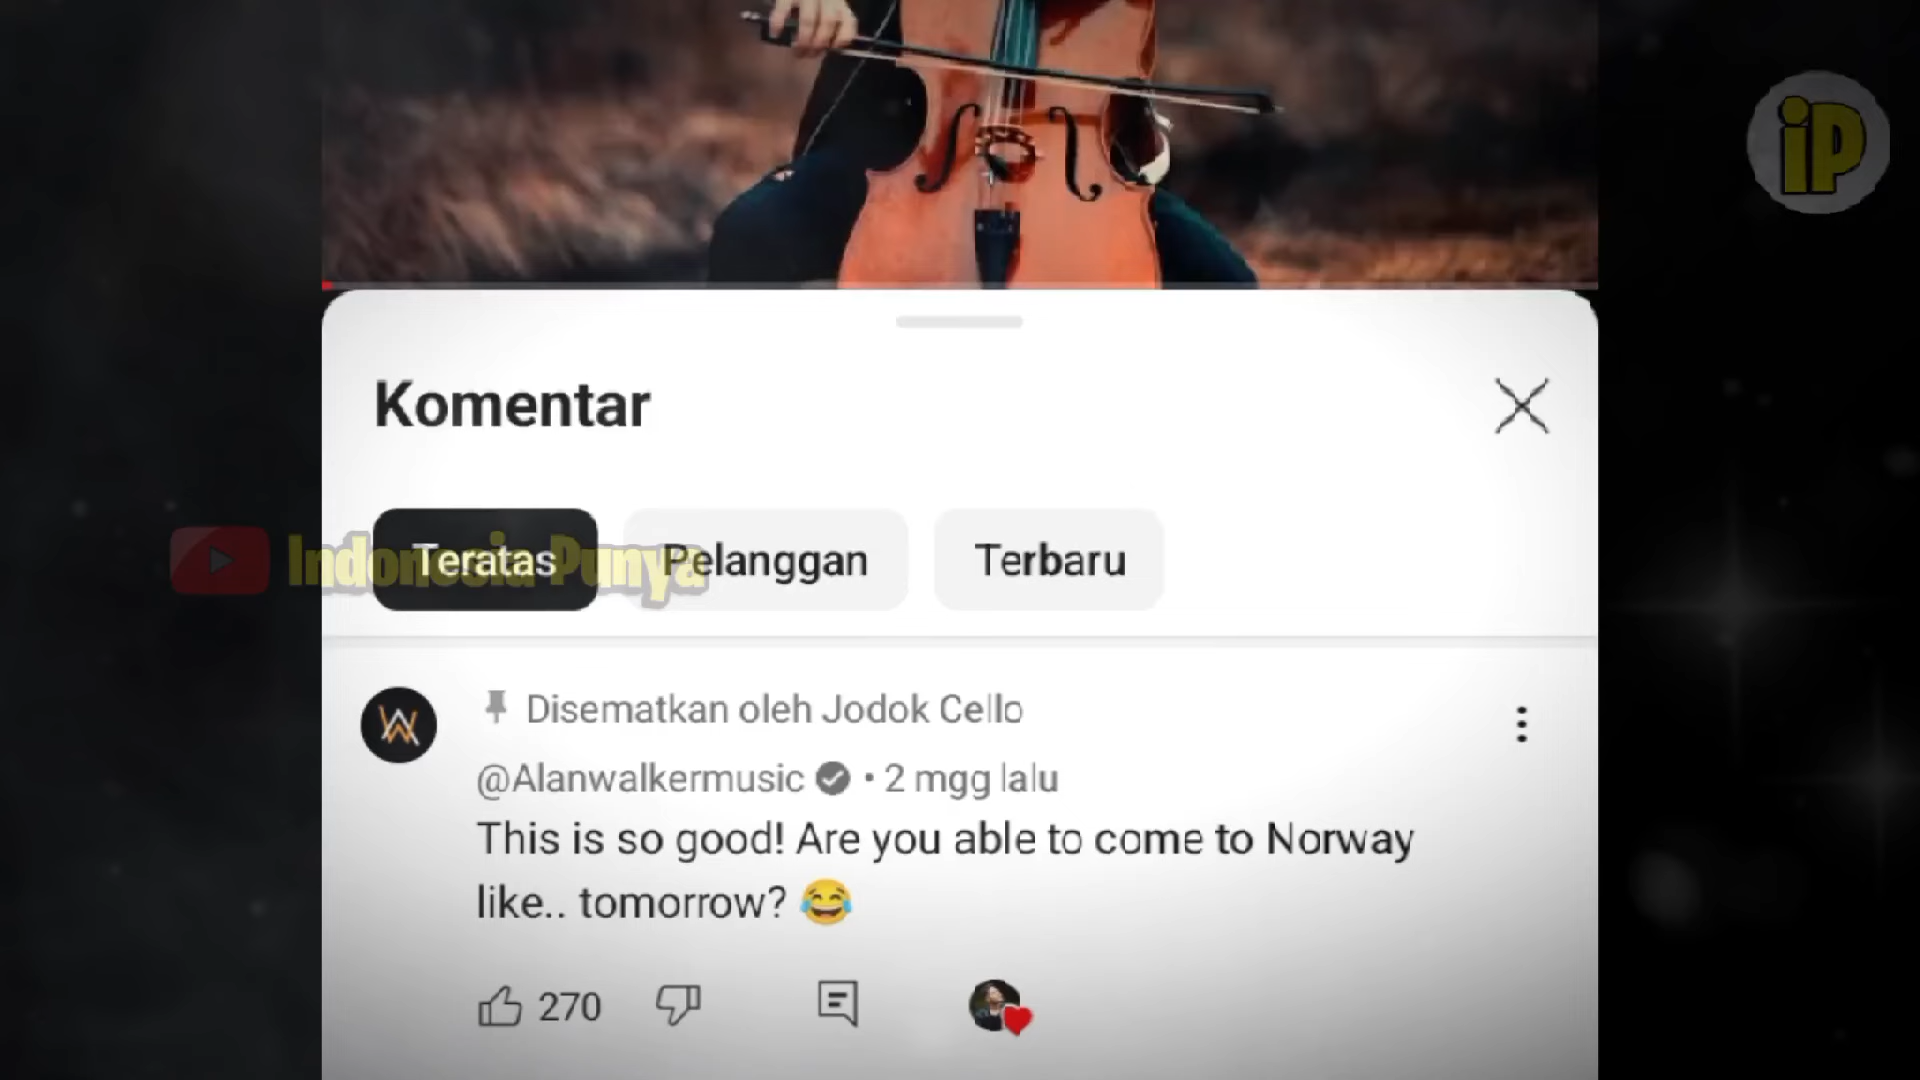 iP
Komentar
Teratas
Pelanggan
Terbaru
Indonesia Punya
Disematkan oleh Jodok Cello
@Alanwalkermusic • 2 mgg lalu
This is so good! Are you able to come to Norway
like.. tomorrow? 😂
270